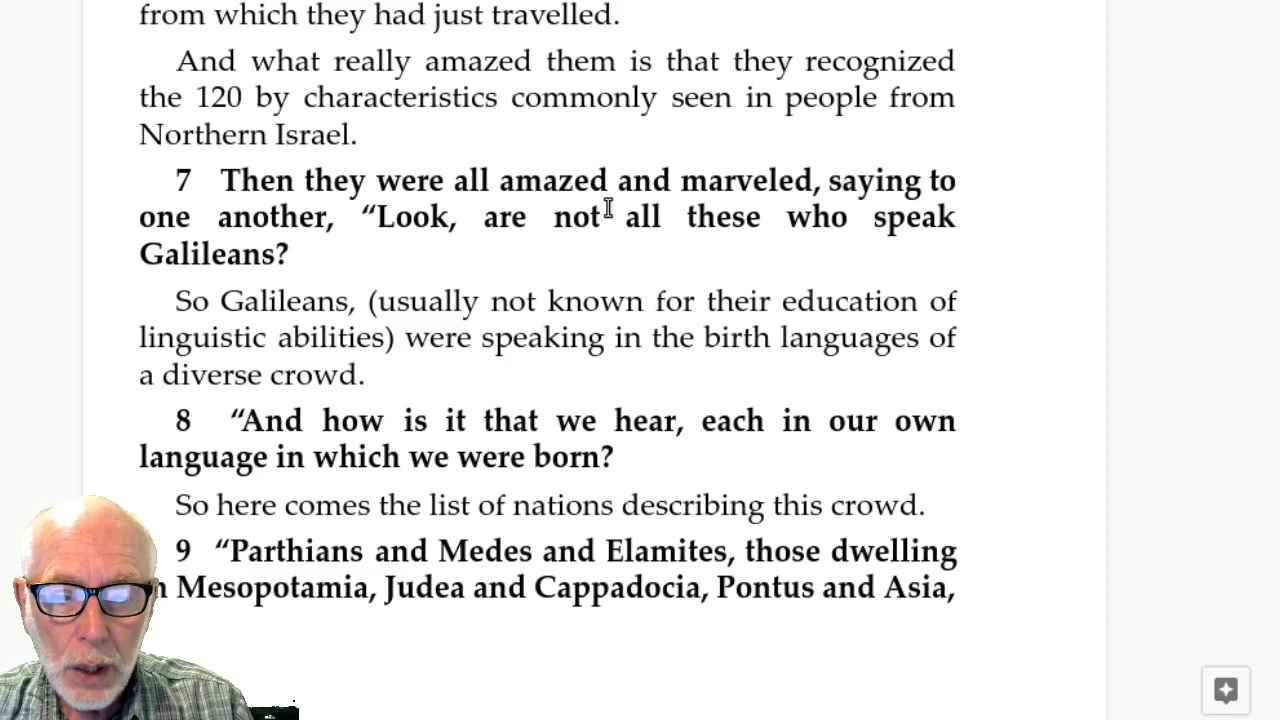 from which they had just travelled.
And what really amazed them is that they recognized
the 120 by characteristics commonly seen in people from
Northern Israel.
7 Then they were all amazed and marveled, saying to
one another, “Look, are not all these who speak
Galileans?
So Galileans, (usually not known for their education of
linguistic abilities) were speaking in the birth languages of
a diverse crowd.
8 “And how is it that we hear, each in our own
language in which we were born?
So here comes the list of nations describing this crowd.
9 “Parthians and Medes and Elamites, those dwelling
Mesopotamia, Judea and Cappadocia, Pontus and Asia,